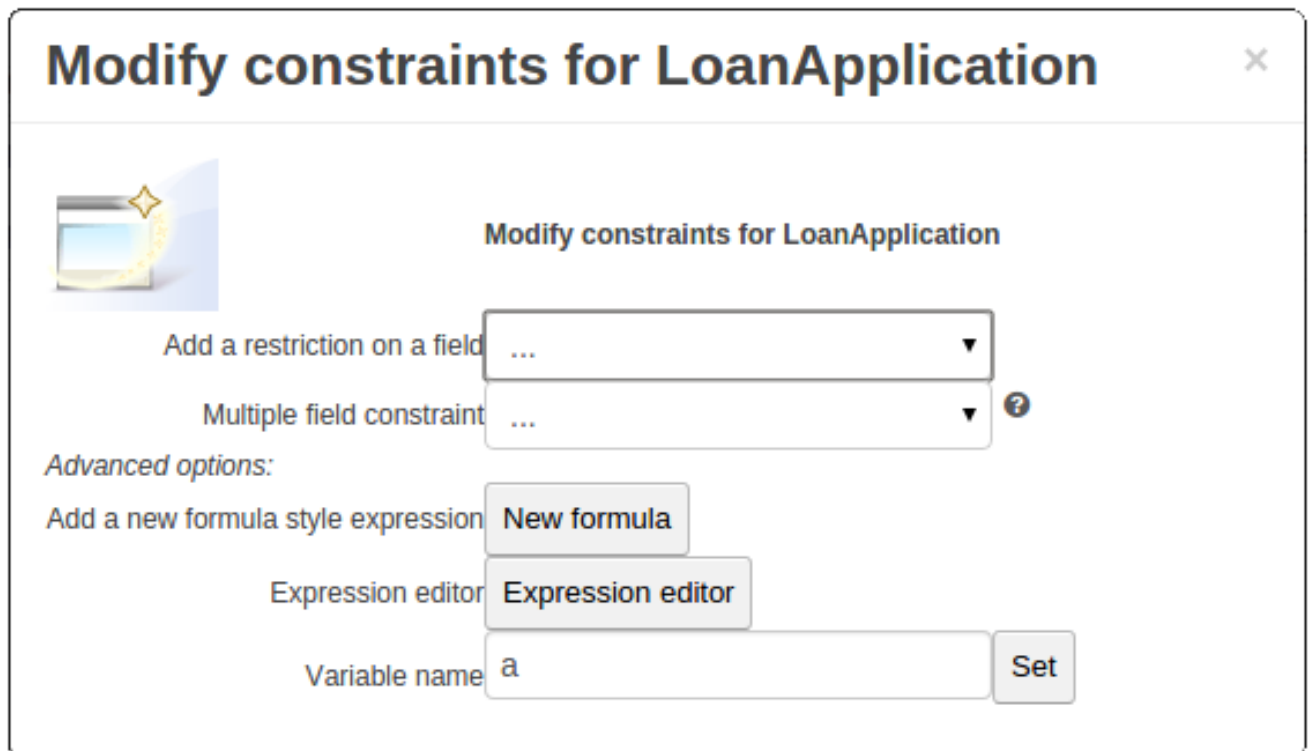 Modify constraints for LoanApplication ×
Modify constraints for LoanApplication
Add a restriction on a field ...
Multiple field constraint ... ?
Advanced options:
Add a new formula style expression New formula
Expression editor Expression editor
Variable name a Set